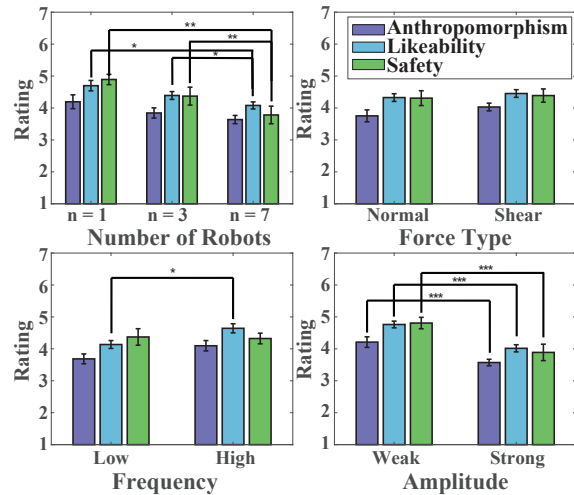 7
6
5
4
3
2
1
Rating
**
*
**
*
n = 1 n = 3 n = 7
Number of Robots
7
6
5
4
3
2
1
Rating
Anthropomorphism
Likeability
Safety
Normal Shear
Force Type
7
6
5
4
3
2
1
Rating
*
Low High
Frequency
7
6
5
4
3
2
1
Rating
***
***
***
Weak Strong
Amplitude